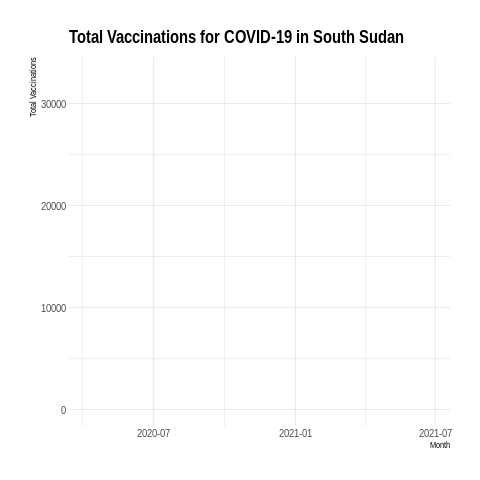 Total Vaccinations for COVID-19 in South Sudan
Total Vaccinations
30000
20000
10000
0
2020-07
2021-01
2021-07
Month